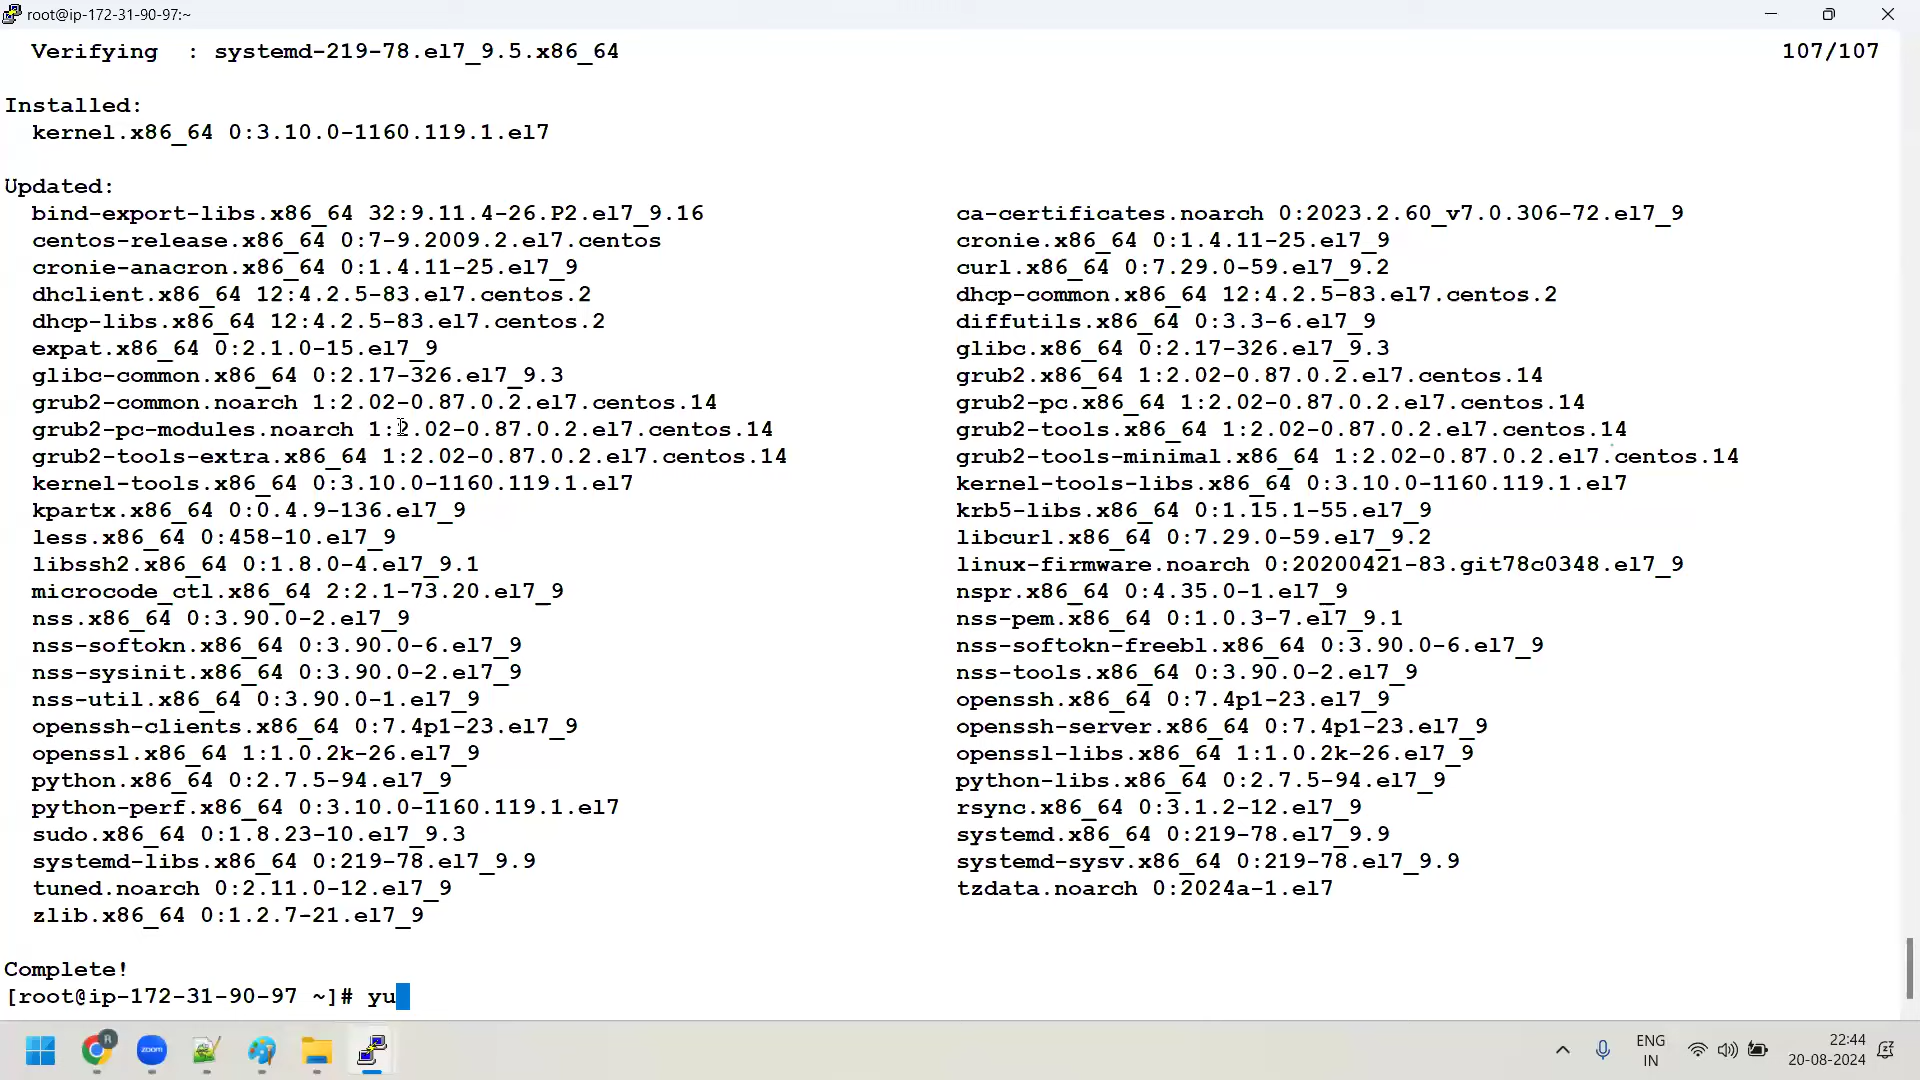 root@ip-172-31-90-97:~
Verifying : systemd-219-78.el7_9.5.x86_64 107/107
Installed:
kernel.x86_64 0:3.10.0-1160.119.1.el7
Updated:
bind-export-libs.x86_64 32:9.11.4-26.P2.el7_9.16 ca-certificates.noarch 0:2023.2.60_v7.0.306-72.el7_9
centos-release.x86_64 0:7-9.2009.2.el7.centos cronie.x86_64 0:1.4.11-25.el7_9
cronie-anacron.x86_64 0:1.4.11-25.el7_9 curl.x86_64 0:7.29.0-59.el7_9.2
dhclient.x86_64 12:4.2.5-83.el7.centos.2 dhcp-common.x86_64 12:4.2.5-83.el7.centos.2
dhcp-libs.x86_64 12:4.2.5-83.el7.centos.2 diffutils.x86_64 0:3.3-6.el7_9
expat.x86_64 0:2.1.0-15.el7_9 glibc.x86_64 0:2.17-326.el7_9.3
glibc-common.x86_64 0:2.17-326.el7_9.3 grub2.x86_64 1:2.02-0.87.0.2.el7.centos.14
grub2-common.noarch 1:2.02-0.87.0.2.el7.centos.14 grub2-pc.x86_64 1:2.02-0.87.0.2.el7.centos.14
grub2-pc-modules.noarch 1:2.02-0.87.0.2.el7.centos.14 grub2-tools.x86_64 1:2.02-0.87.0.2.el7.centos.14
grub2-tools-extra.x86_64 1:2.02-0.87.0.2.el7.centos.14 grub2-tools-minimal.x86_64 1:2.02-0.87.0.2.el7.centos.14
kernel-tools.x86_64 0:3.10.0-1160.119.1.el7 kernel-tools-libs.x86_64 0:3.10.0-1160.119.1.el7
kpartx.x86_64 0:0.4.9-136.el7_9 krb5-libs.x86_64 0:1.15.1-55.el7_9
less.x86_64 0:458-10.el7_9 libcurl.x86_64 0:7.29.0-59.el7_9.2
libssh2.x86_64 0:1.8.0-4.el7_9.1 linux-firmware.noarch 0:20200421-83.git78c0348.el7_9
microcode_ctl.x86_64 2:2.1-73.20.el7_9 nspr.x86_64 0:4.35.0-1.el7_9
nss.x86_64 0:3.90.0-2.el7_9 nss-pem.x86_64 0:1.0.3-7.el7_9.1
nss-softokn.x86_64 0:3.90.0-6.el7_9 nss-softokn-freebl.x86_64 0:3.90.0-6.el7_9
nss-sysinit.x86_64 0:3.90.0-2.el7_9 nss-tools.x86_64 0:3.90.0-2.el7_9
nss-util.x86_64 0:3.90.0-1.el7_9 openssh.x86_64 0:7.4p1-23.el7_9
openssh-clients.x86_64 0:7.4p1-23.el7_9 openssh-server.x86_64 0:7.4p1-23.el7_9
openssl.x86_64 1:1.0.2k-26.el7_9 openssl-libs.x86_64 1:1.0.2k-26.el7_9
python.x86_64 0:2.7.5-94.el7_9 python-libs.x86_64 0:2.7.5-94.el7_9
python-perf.x86_64 0:3.10.0-1160.119.1.el7 rsync.x86_64 0:3.1.2-12.el7_9
sudo.x86_64 0:1.8.23-10.el7_9.3 systemd.x86_64 0:219-78.el7_9.9
systemd-libs.x86_64 0:219-78.el7_9.9 systemd-sysv.x86_64 0:219-78.el7_9.9
tuned.noarch 0:2.11.0-12.el7_9 tzdata.noarch 0:2024a-1.el7
zlib.x86_64 0:1.2.7-21.el7_9
Complete!
[root@ip-172-31-90-97 ~]# yu
zoom
ENG 22:44
IN 20-08-2024